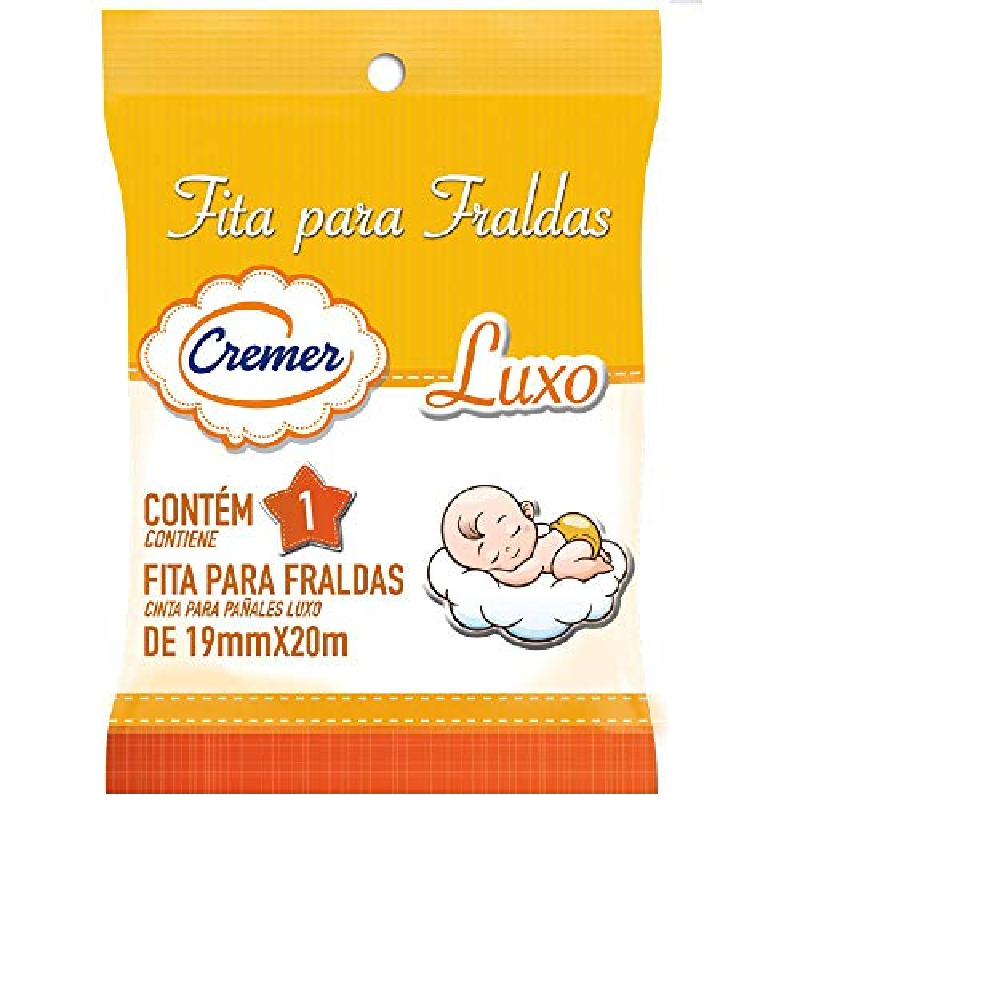 Fita para Fraldas
Cremer
Luxo
CONTÉM 1
CONTIENE
FITA PARA FRALDAS
CINTA PARA PAÑALES LUXO
DE 19mmX20m